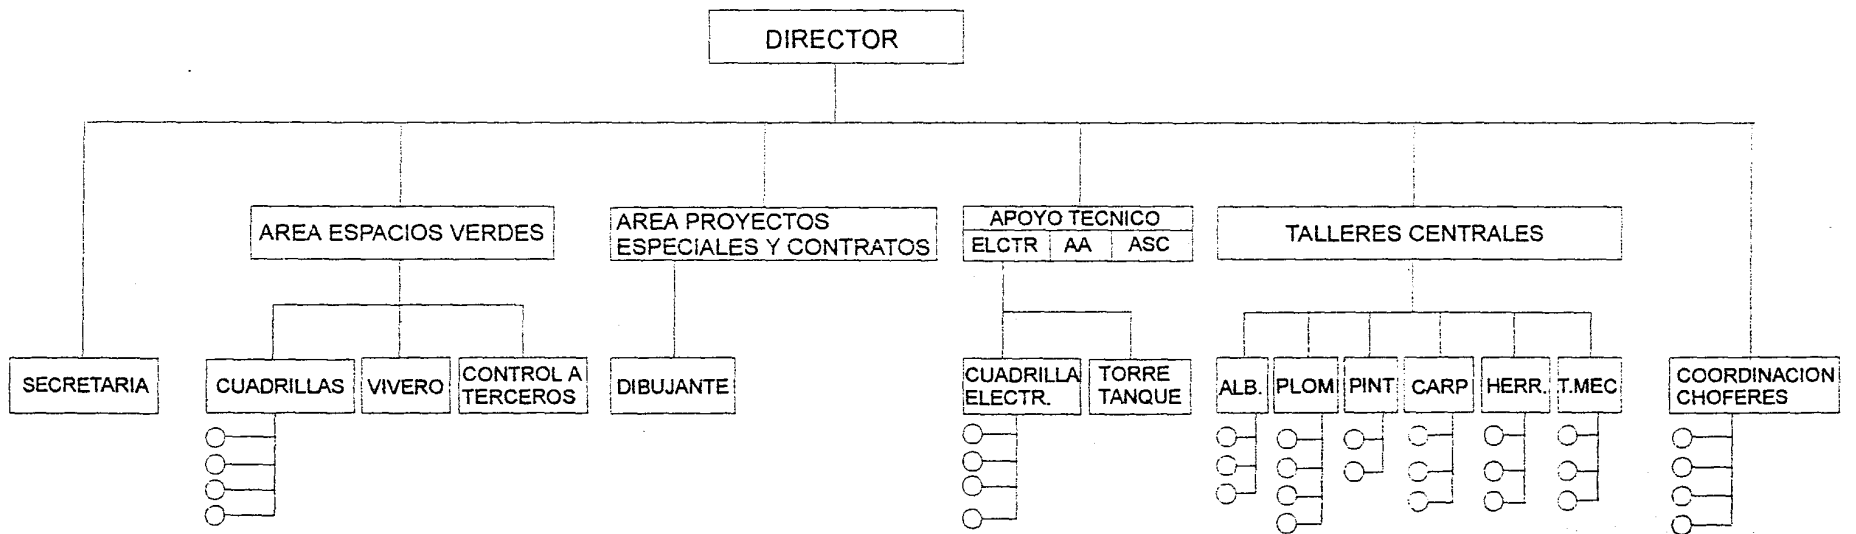 DIRECTOR
AREA ESPACIOS VERDES
AREA PROYECTOS
ESPECIALES Y CONTRATOS
APOYO TECNICO
ELCTR AA ASC
TALLERES CENTRALES
SECRETARIA
CUADRILLAS
VIVERO
CONTROL A
TERCEROS
DIBUJANTE
CUADRILLA
ELECTR.
TORRE
TANQUE
ALB.
PLOM
PINT
CARP
HERR.
T.MEC
COORDINACION
CHOFERES